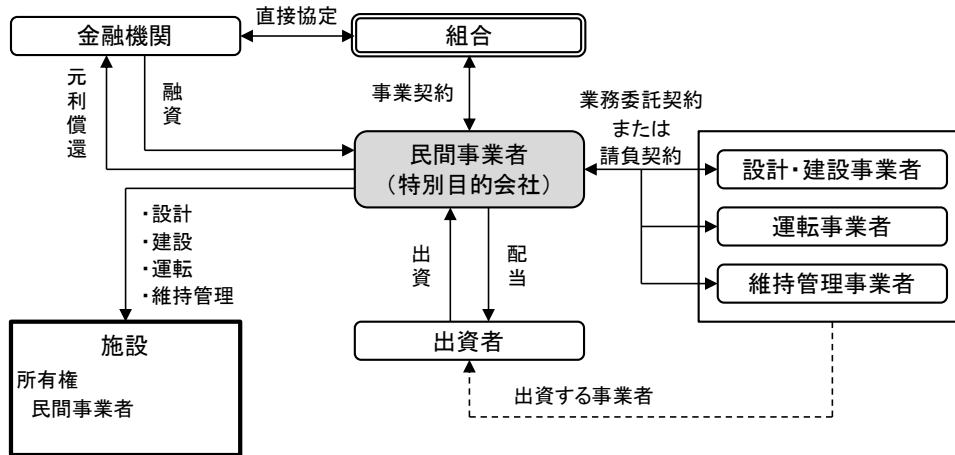 直接協定
金融機関
組合
元利償還
融資
事業契約
業務委託契約
または
請負契約
民間事業者
（特別目的会社）
設計・建設事業者
運転事業者
維持管理事業者
・設計
・建設
・運転
・維持管理
出資
配当
施設
所有権
民間事業者
出資者
出資する事業者